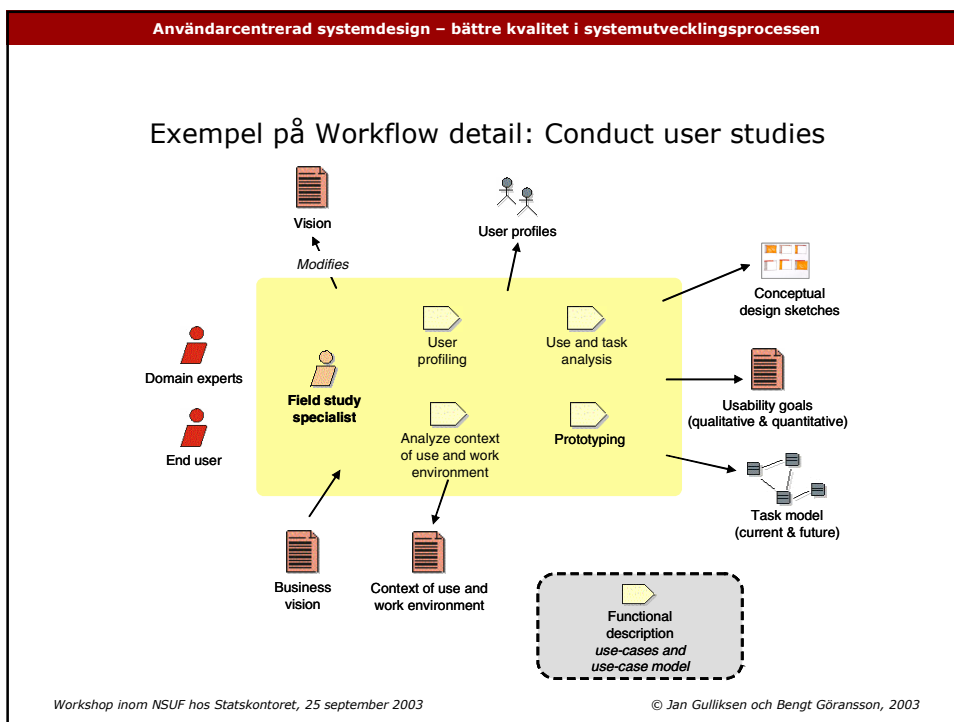 Användarcentrerad systemdesign – bättre kvalitet i systemutvecklingsprocessen
Exempel på Workflow detail: Conduct user studies
Vision
Modifies
User profiles
Conceptual
design sketches
User
profiling
Use and task
analysis
Domain experts
Field study
specialist
Usability goals
(qualitative & quantitative)
End user
Analyze context
of use and work
environment
Prototyping
Task model
(current & future)
Business
vision
Context of use and
work environment
Functional
description
use-cases and
use-case model
Workshop inom NSUF hos Statskontoret, 25 september 2003
© Jan Gulliksen och Bengt Göransson, 2003